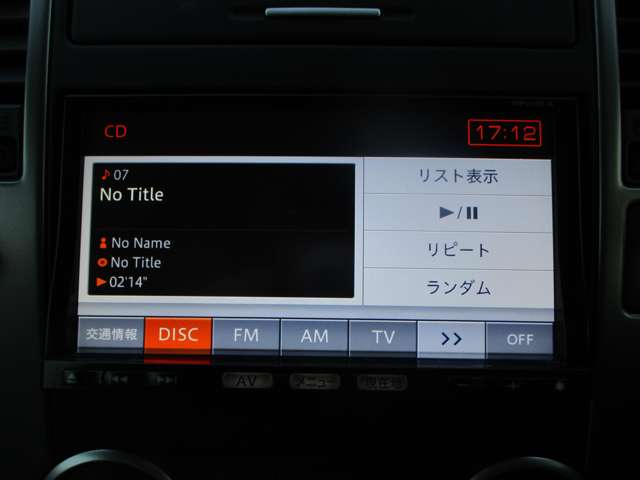 CD
17:12
07
No Title
No Name
No Title
02'14"
リスト表示
▶/❚❚
リピート
ランダム
交通情報 DISC FM AM TV >> OFF
AV メニュー 現在地